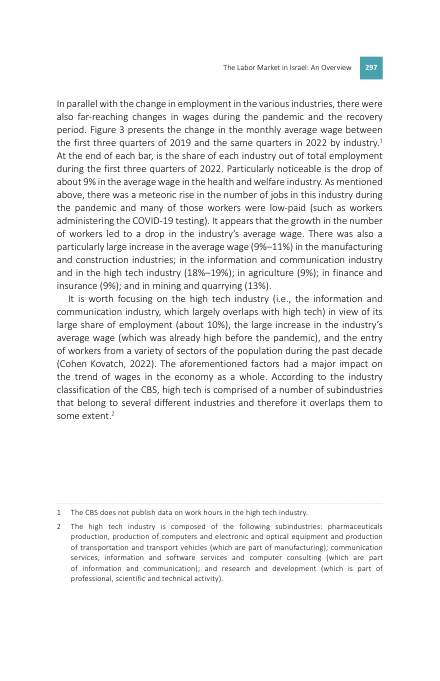 The Labor Market in Israel: An Overview 297
In parallel with the change in employment in the various industries, there were
also far-reaching changes in wages during the pandemic and the recovery
period. Figure 3 presents the change in the monthly average wage between
the first three quarters of 2019 and the same quarters in 2022 by industry.¹
At the end of each bar, is the share of each industry out of total employment
during the first three quarters of 2022. Particularly noticeable is the drop of
about 9% in the average wage in the health and welfare industry. As mentioned
above, there was a meteoric rise in the number of jobs in this industry during
the pandemic and many of those workers were low-paid (such as workers
administering the COVID-19 testing). It appears that the growth in the number
of workers led to a drop in the industry’s average wage. There was also a
particularly large increase in the average wage (9%–11%) in the manufacturing
and construction industries; in the information and communication industry
and in the high tech industry (18%–19%); in agriculture (9%); in finance and
insurance (9%); and in mining and quarrying (13%).
It is worth focusing on the high tech industry (i.e., the information and
communication industry, which largely overlaps with high tech) in view of its
large share of employment (about 10%), the large increase in the industry’s
average wage (which was already high before the pandemic), and the entry
of workers from a variety of sectors of the population during the past decade
(Cohen Kovatch, 2022). The aforementioned factors had a major impact on
the trend of wages in the economy as a whole. According to the industry
classification of the CBS, high tech is comprised of a number of subindustries
that belong to several different industries and therefore it overlaps them to
some extent.²
1 The CBS does not publish data on work hours in the high tech industry.
2 The high tech industry is composed of the following subindustries: pharmaceuticals
production, production of computers and electronic and optical equipment and production
of transportation and transport vehicles (which are part of manufacturing); communication
services, information and software services and computer consulting (which are part
of information and communication); and research and development (which is part of
professional, scientific and technical activity).